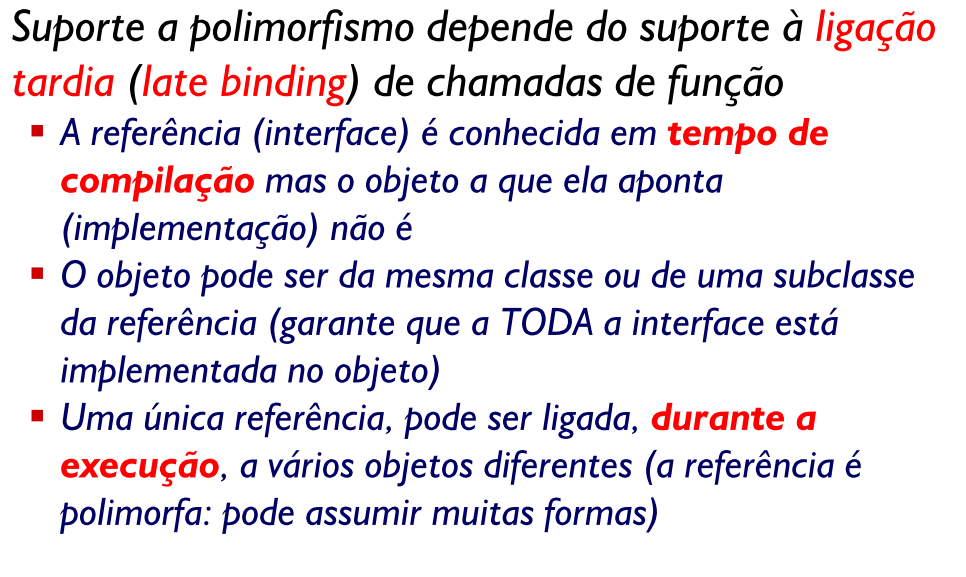 Suporte a polimorfismo depende do suporte à ligação
tardia (late binding) de chamadas de função
▪ A referência (interface) é conhecida em tempo de
compilação mas o objeto a que ela aponta
(implementação) não é
▪ O objeto pode ser da mesma classe ou de uma subclasse
da referência (garante que a TODA a interface está
implementada no objeto)
▪ Uma única referência, pode ser ligada, durante a
execução, a vários objetos diferentes (a referência é
polimorfa: pode assumir muitas formas)